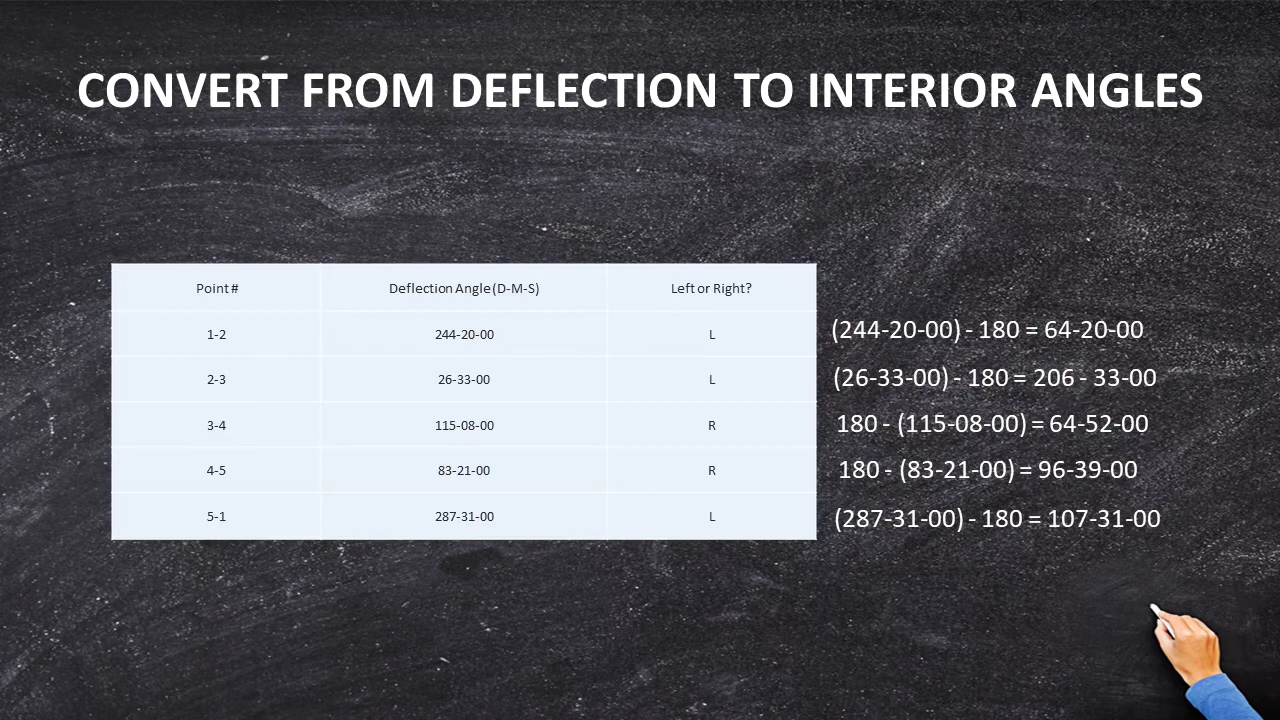 CONVERT FROM DEFLECTION TO INTERIOR ANGLES
Point # Deflection Angle (D-M-S) Left or Right?
1-2 244-20-00 L (244-20-00) - 180 = 64-20-00
2-3 26-33-00 L (26-33-00) - 180 = 206 - 33-00
3-4 115-08-00 R 180 - (115-08-00) = 64-52-00
4-5 83-21-00 R 180 - (83-21-00) = 96-39-00
5-1 287-31-00 L (287-31-00) - 180 = 107-31-00